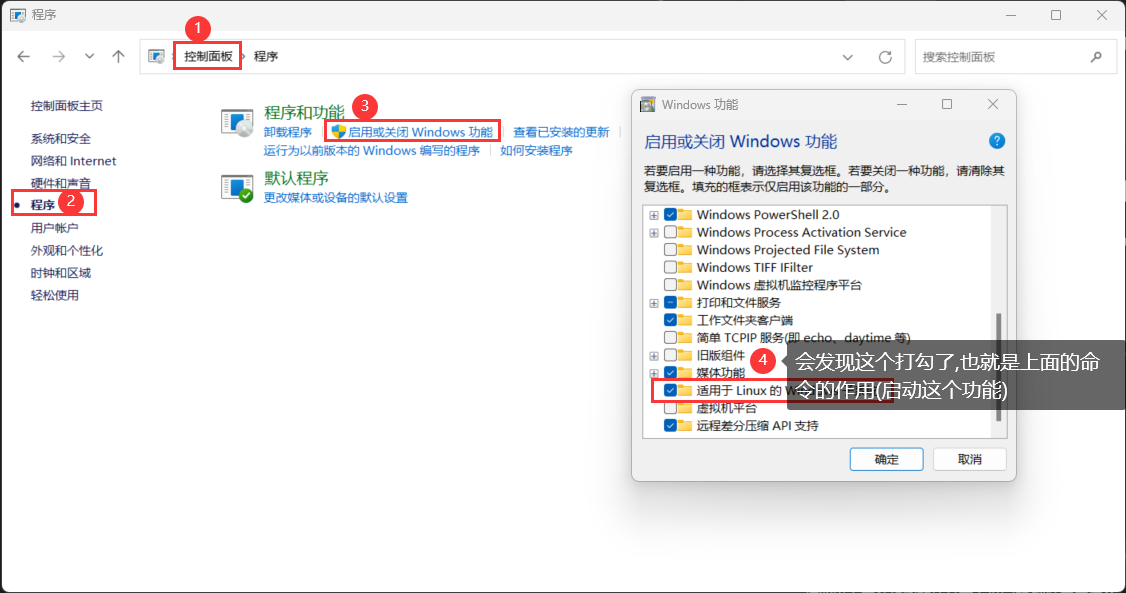 程序
1
控制面板 › 程序
搜索控制面板
控制面板主页
系统和安全
网络和 Internet
硬件和声音
程序
2
用户帐户
外观和个性化
时钟和区域
轻松使用
程序和功能
3
卸载程序
启用或关闭 Windows 功能
查看已安装的更新
运行为以前版本的 Windows 编写的程序
如何安装程序
默认程序
更改媒体或设备的默认设置
Windows 功能
启用或关闭 Windows 功能
?
若要启用一种功能，请选择其复选框。若要关闭一种功能，请清除其
复选框。填充的框表示仅启用该功能的一部分。
Windows PowerShell 2.0
Windows Process Activation Service
Windows Projected File System
Windows TIFF IFilter
Windows 虚拟机监控程序平台
打印和文件服务
工作文件夹客户端
简单 TCPIP 服务(即 echo、daytime 等)
旧版组件
4
会发现这个打勾了,也就是上面的命
令的作用(启动这个功能)
媒体功能
适用于 Linux 的 W
虚拟机平台
远程差分压缩 API 支持
确定
取消